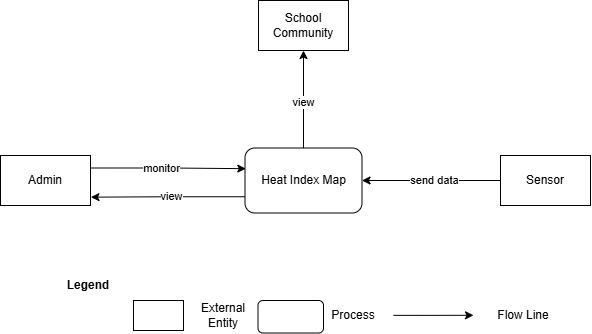 School
Community
view
monitor
Admin
Heat Index Map
send data
Sensor
view
Legend
External
Entity
Process
Flow Line